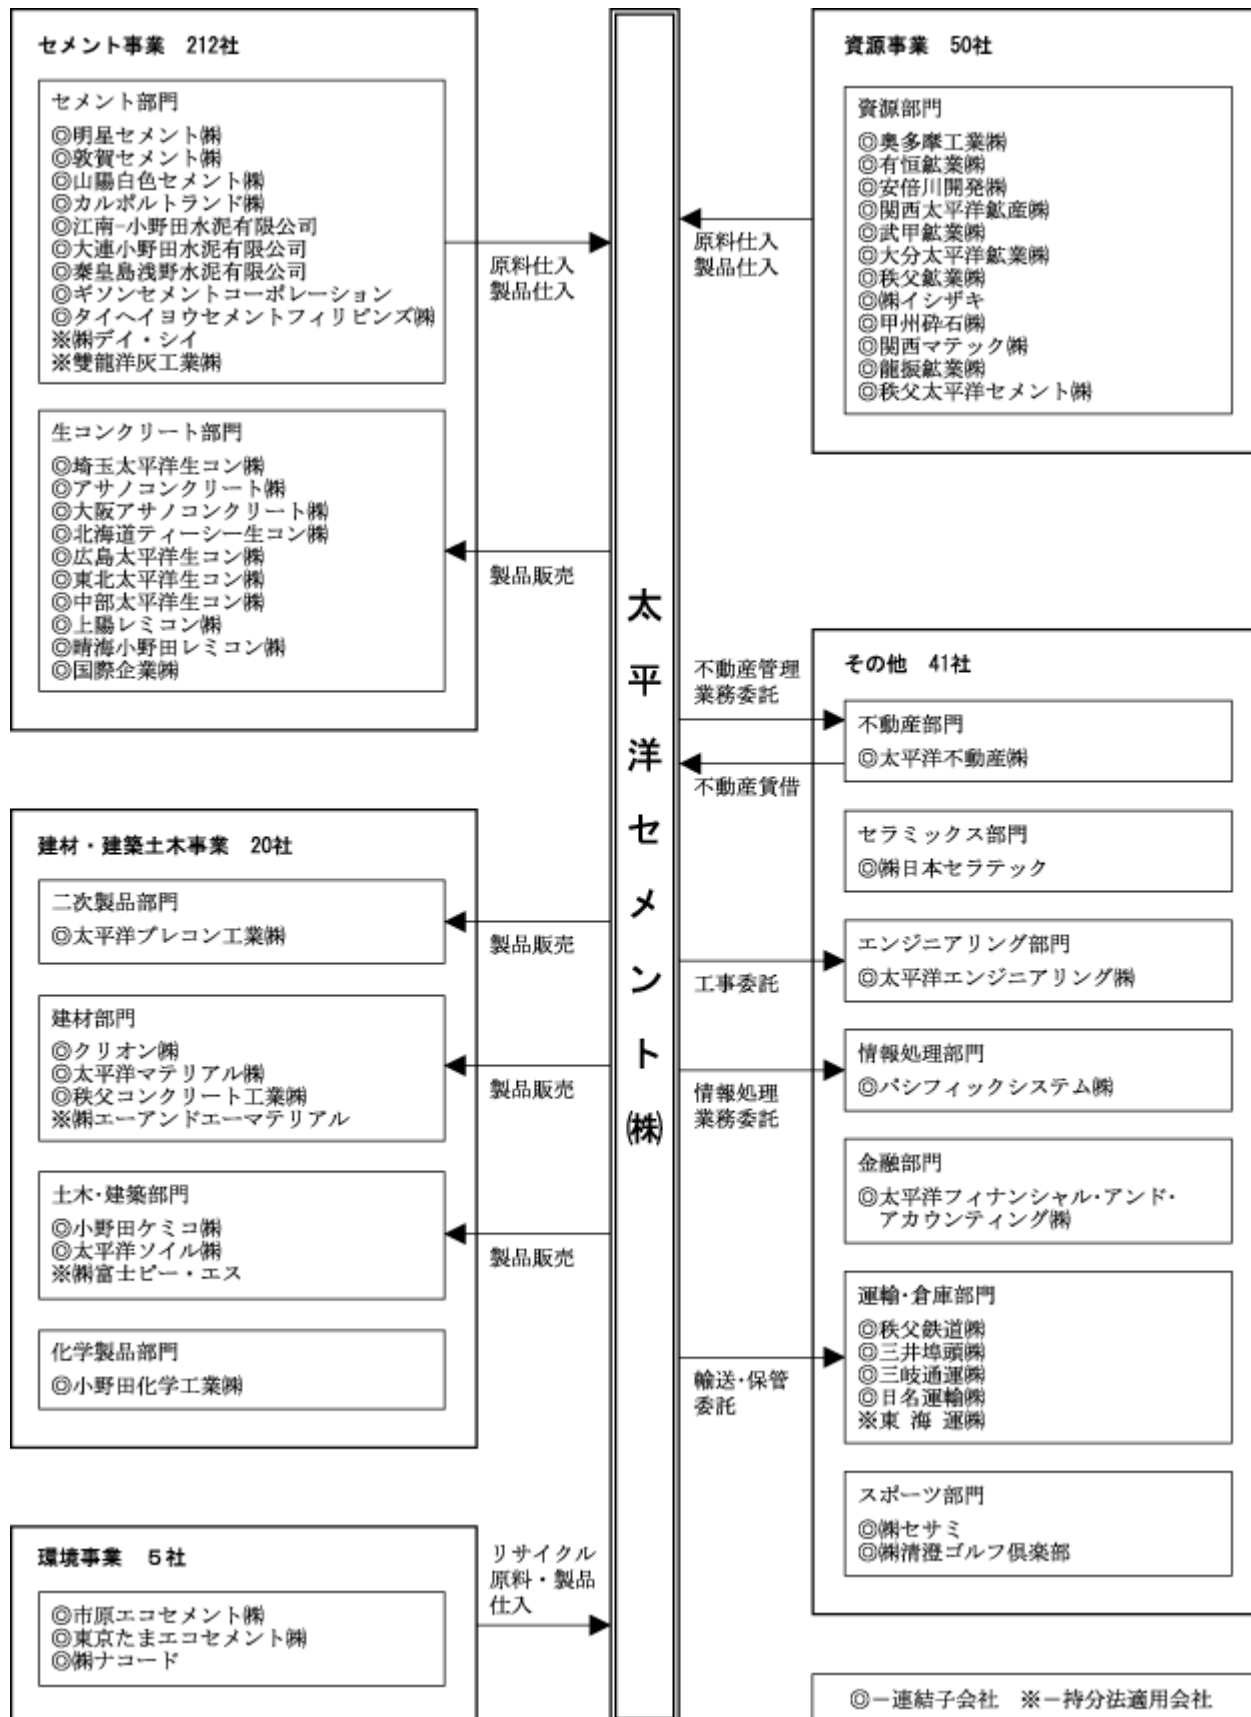 セメント事業　212社
セメント部門
◎明星セメント㈱
◎敦賀セメント㈱
◎山陽白色セメント㈱
◎カルポルトランド㈱
◎江南-小野田水泥有限公司
◎大連小野田水泥有限公司
◎秦皇島浅野水泥有限公司
◎ギソンセメントコーポレーション
◎タイヘイヨウセメントフィリピンズ㈱
※㈱デイ・シイ
※雙龍洋灰工業㈱
原料仕入
製品仕入
生コンクリート部門
◎埼玉太平洋生コン㈱
◎アサノコンクリート㈱
◎大阪アサノコンクリート㈱
◎北海道ティーシー生コン㈱
◎広島太平洋生コン㈱
◎東北太平洋生コン㈱
◎中部太平洋生コン㈱
◎上陽レミコン㈱
◎晴海小野田レミコン㈱
◎国際企業㈱
製品販売
建材・建築土木事業　20社
二次製品部門
◎太平洋プレコン工業㈱
製品販売
建材部門
◎クリオン㈱
◎太平洋マテリアル㈱
◎秩父コンクリート工業㈱
※㈱エーアンドエーマテリアル
製品販売
土木・建築部門
◎小野田ケミコ㈱
◎太平洋ソイル㈱
※㈱富士ピー・エス
製品販売
化学製品部門
◎小野田化学工業㈱
環境事業　５社
◎市原エコセメント㈱
◎東京たまエコセメント㈱
◎㈱ナコード
リサイクル
原料・製品
仕入
太平洋セメント㈱
資源事業　50社
資源部門
◎奥多摩工業㈱
◎有恒鉱業㈱
◎安倍川開発㈱
◎関西太平洋鉱産㈱
◎武甲鉱業㈱
◎大分太平洋鉱業㈱
◎秩父鉱業㈱
◎㈱イシザキ
◎甲州砕石㈱
◎関西マテック㈱
◎龍振鉱業㈱
◎秩父太平洋セメント㈱
原料仕入
製品仕入
その他　41社
不動産管理
業務委託
不動産部門
◎太平洋不動産㈱
不動産賃借
セラミックス部門
◎㈱日本セラテック
エンジニアリング部門
◎太平洋エンジニアリング㈱
工事委託
情報処理部門
◎パシフィックシステム㈱
情報処理
業務委託
金融部門
◎太平洋フィナンシャル・アンド・
アカウンティング㈱
運輸・倉庫部門
◎秩父鉄道㈱
◎三井埠頭㈱
◎三岐通運㈱
◎日名運輸㈱
※東 海 運㈱
輸送・保管
委託
スポーツ部門
◎㈱セサミ
◎㈱清澄ゴルフ倶楽部
◎－連結子会社　※－持分法適用会社